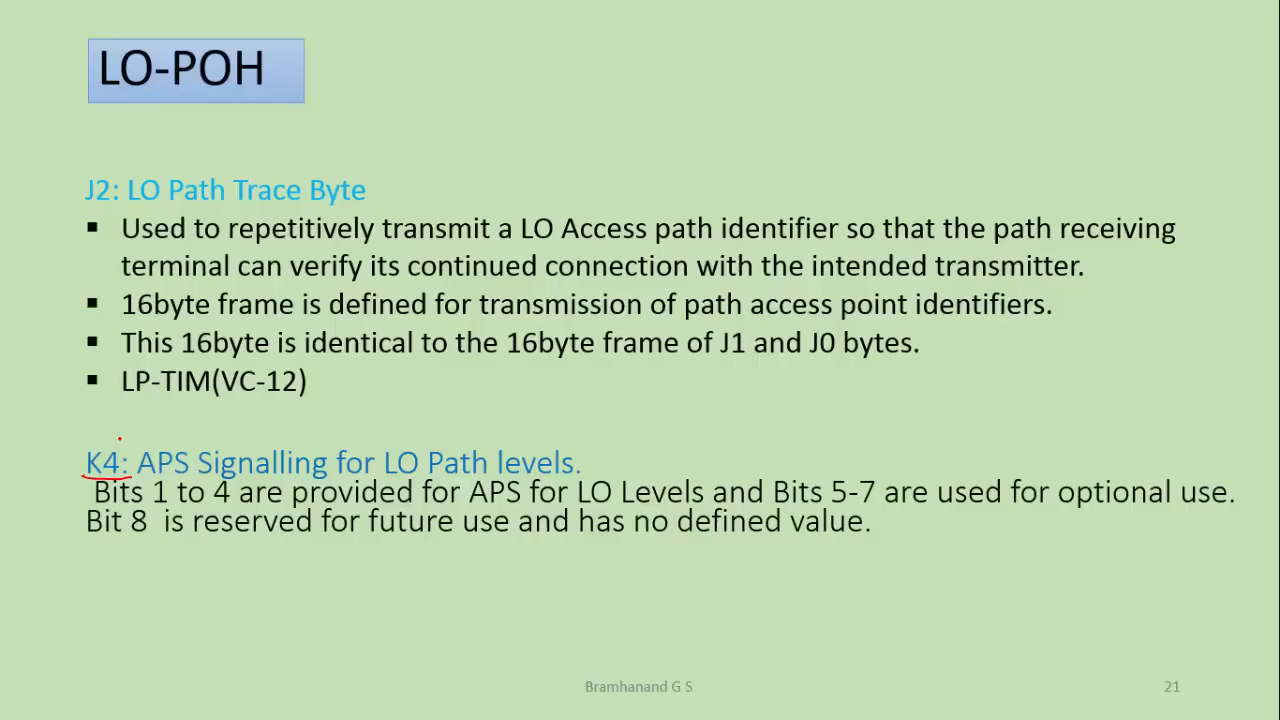 LO-POH
J2: LO Path Trace Byte
▪ Used to repetitively transmit a LO Access path identifier so that the path receiving
terminal can verify its continued connection with the intended transmitter.
▪ 16byte frame is defined for transmission of path access point identifiers.
▪ This 16byte is identical to the 16byte frame of J1 and J0 bytes.
▪ LP-TIM(VC-12)
K4: APS Signalling for LO Path levels.
Bits 1 to 4 are provided for APS for LO Levels and Bits 5-7 are used for optional use.
Bit 8 is reserved for future use and has no defined value.
Bramhanand G S
21